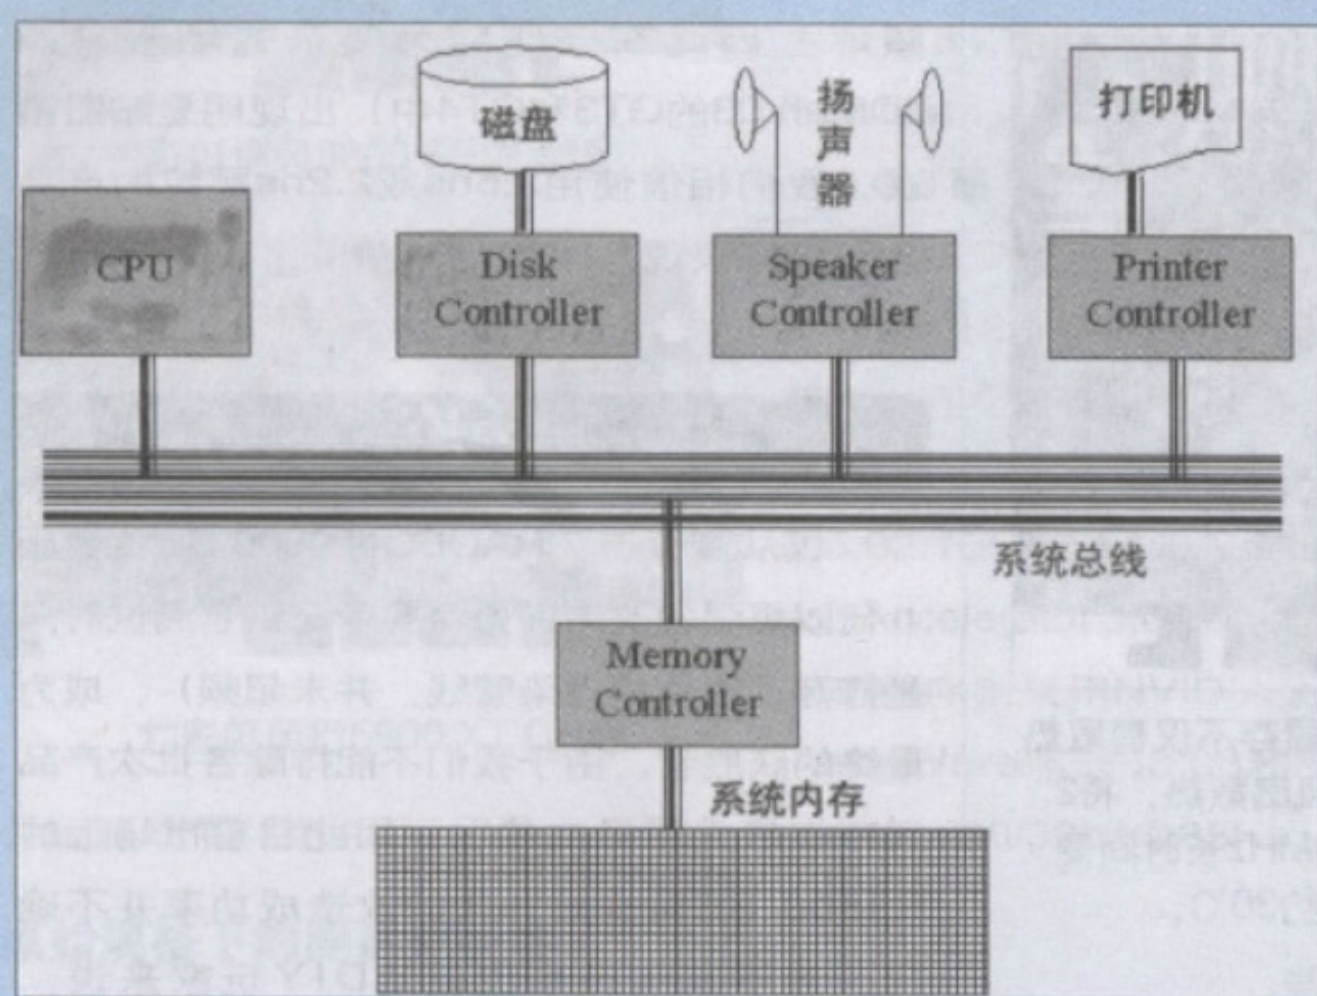 磁盘
扬声器
打印机
CPU
Disk
Controller
Speaker
Controller
Printer
Controller
系统总线
Memory
Controller
系统内存